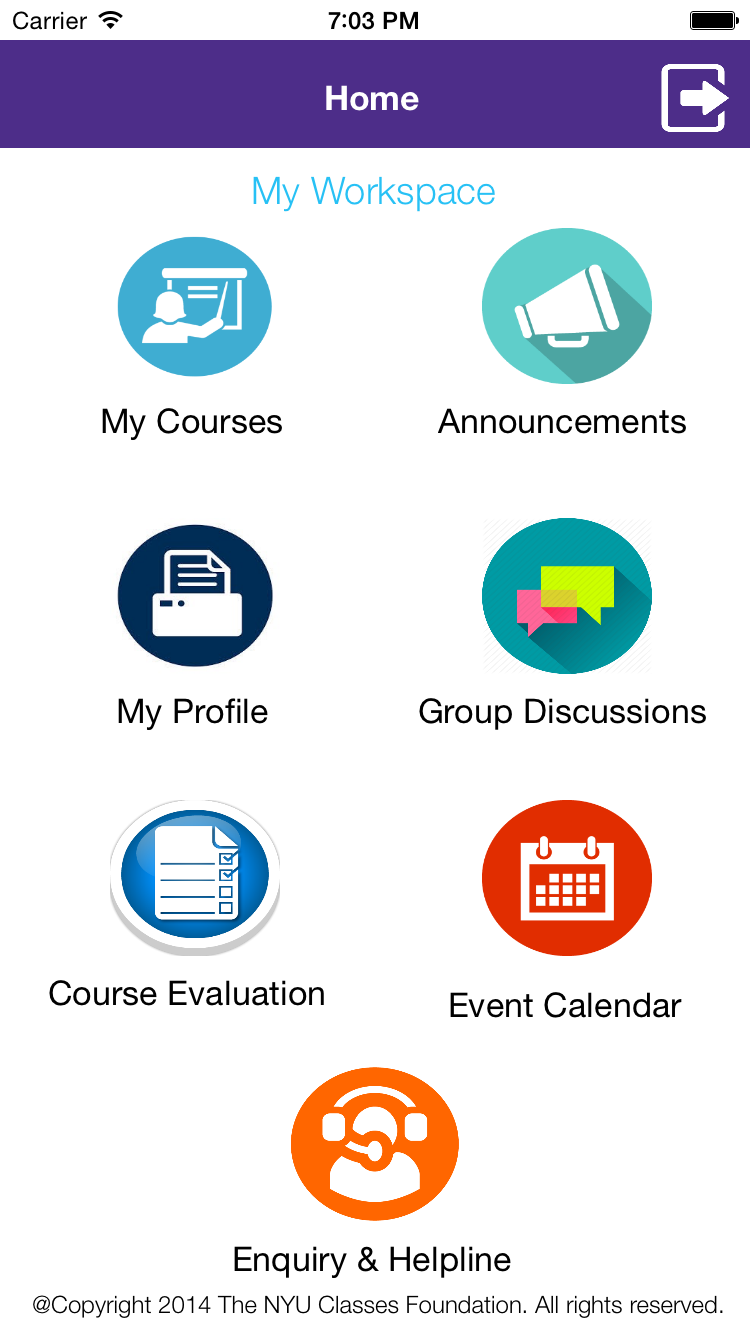 Carrier 7:03 PM
Home
My Workspace
My Courses Announcements
My Profile Group Discussions
Course Evaluation
Event Calendar
Enquiry & Helpline
@Copyright 2014 The NYU Classes Foundation. All rights reserved.